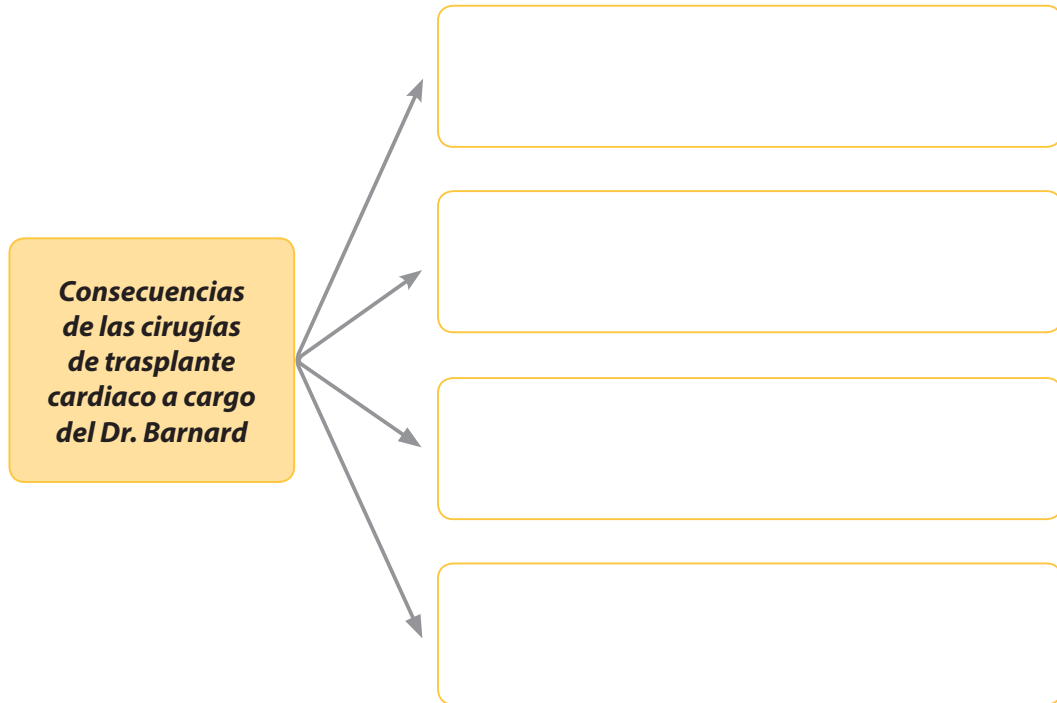 Consecuencias
de las cirugías
de trasplante
cardiaco a cargo
del Dr. Barnard